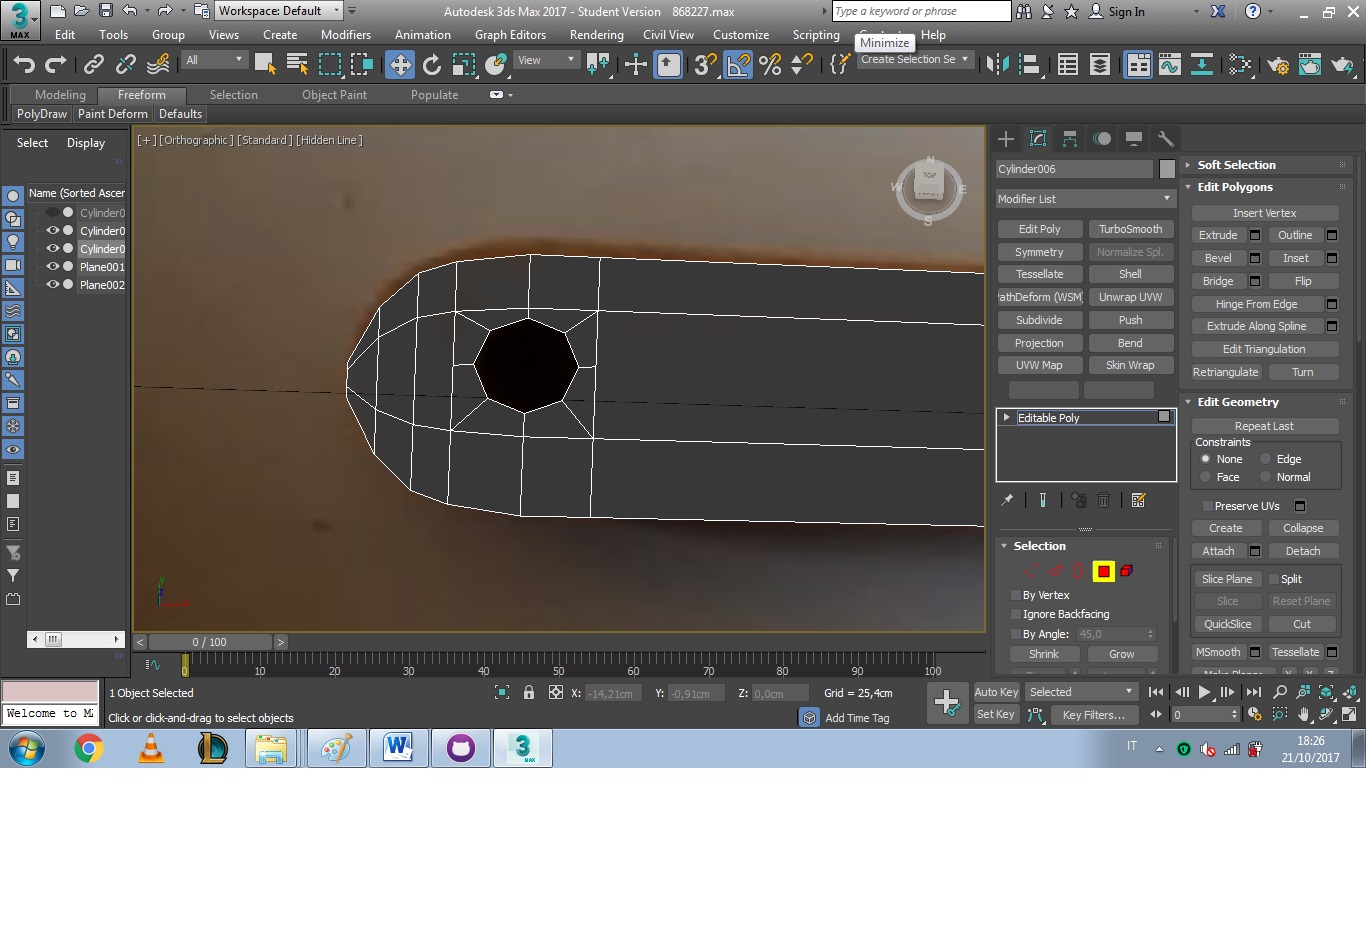 3 MAX
Workspace: Default
Autodesk 3ds Max 2017 - Student Version 868227.max
Type a keyword or phrase
Sign In
Edit Tools Group Views Create Modifiers Animation Graph Editors Rendering Civil View Customize Scripting Help
Minimize
All
View
Create Selection Se
Modeling Freeform Selection Object Paint Populate
PolyDraw Paint Deform Defaults
Select Display
Name (Sorted Ascer
Cylinder0
Cylinder0
Cylinder0
Plane001
Plane002
[+] [Orthographic] [Standard] [Hidden Line]
N
W TOP E
S
y
Cylinder006
Modifier List
Edit Poly TurboSmooth
Symmetry Normalize Spl.
Tessellate Shell
PathDeform (WSM) Unwrap UVW
Subdivide Push
Projection Bend
UVW Map Skin Wrap
Editable Poly
Selection
By Vertex
Ignore Backfacing
By Angle: 45,0
Shrink Grow
Soft Selection
Edit Polygons
Insert Vertex
Extrude Outline
Bevel Inset
Bridge Flip
Hinge From Edge
Extrude Along Spline
Edit Triangulation
Retriangulate Turn
Edit Geometry
Repeat Last
Constraints
None Edge
Face Normal
Preserve UVs
Create Collapse
Attach Detach
Slice Plane Split
Slice Reset Plane
QuickSlice Cut
MSmooth Tessellate
< 0 / 100 >
0 10 20 30 40 50 60 70 80 90 100
1 Object Selected
X: -14,21cm Y: -0,91cm Z: 0,0cm Grid = 25,4cm
Auto Key Selected
Welcome to M
Click or click-and-drag to select objects
Add Time Tag
Set Key Key Filters... 0
IT
18:26
21/10/2017